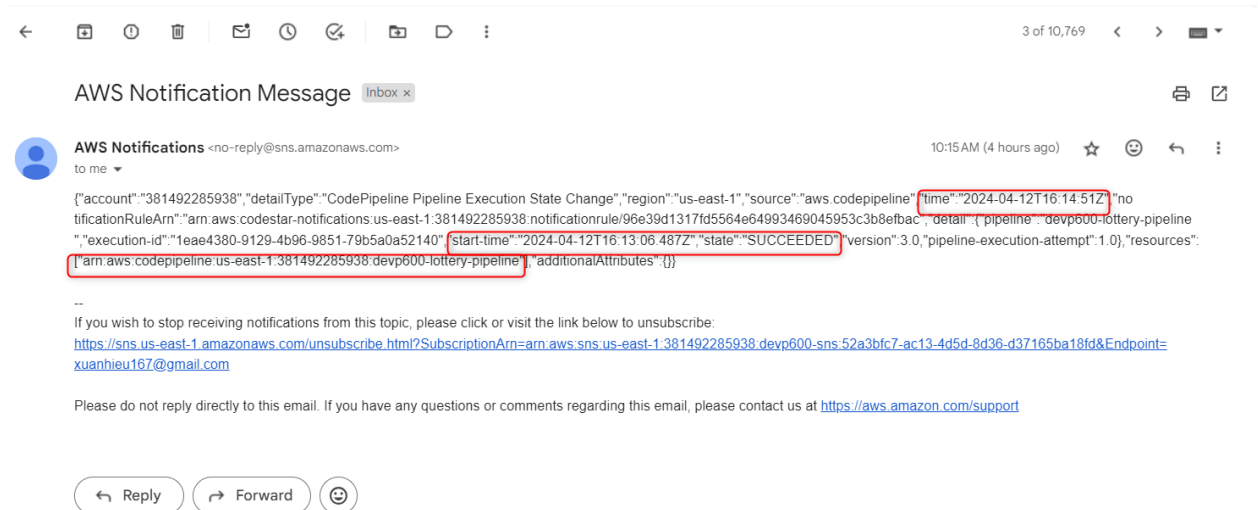 3 of 10,769
AWS Notification Message Inbox ×
AWS Notifications <no-reply@sns.amazonaws.com> 10:15 AM (4 hours ago)
to me
{"account":"381492285938","detailType":"CodePipeline Pipeline Execution State Change","region":"us-east-1","source":"aws.codepipeline","time":"2024-04-12T16:14:51Z","no
tificationRuleArn":"arn:aws:codestar-notifications:us-east-1:381492285938:notificationrule/96e39d1317fd5564e64993469045953c3b8efbac","detail":{"pipeline":"devp600-lottery-pipeline
","execution-id":"1eae4380-9129-4b96-9851-79b5a0a52140","start-time":"2024-04-12T16:13:06.487Z","state":"SUCCEEDED","version":3.0,"pipeline-execution-attempt":1.0},"resources":
["arn:aws:codepipeline:us-east-1:381492285938:devp600-lottery-pipeline"],"additionalAttributes":{}}
--
If you wish to stop receiving notifications from this topic, please click or visit the link below to unsubscribe:
https://sns.us-east-1.amazonaws.com/unsubscribe.html?SubscriptionArn=arn:aws:sns:us-east-1:381492285938:devp600-sns:52a3bfc7-ac13-4d5d-8d36-d37165ba18fd&Endpoint=
xuanhieu167@gmail.com
Please do not reply directly to this email. If you have any questions or comments regarding this email, please contact us at https://aws.amazon.com/support
Reply Forward